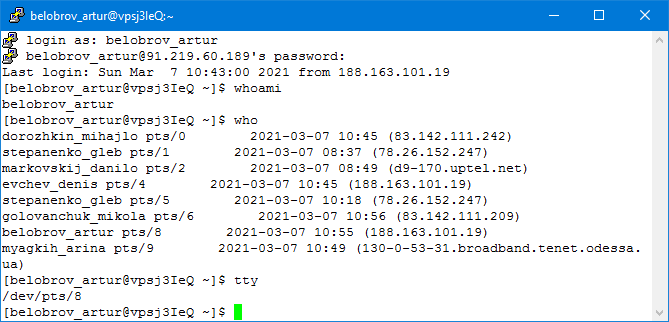 belobrov_artur@vpsj3IeQ:~
login as: belobrov_artur
belobrov_artur@91.219.60.189's password:
Last login: Sun Mar  7 10:43:00 2021 from 188.163.101.19
[belobrov_artur@vpsj3IeQ ~]$ whoami
belobrov_artur
[belobrov_artur@vpsj3IeQ ~]$ who
dorozhkin_mihajlo pts/0        2021-03-07 10:45 (83.142.111.242)
stepanenko_gleb pts/1        2021-03-07 08:37 (78.26.152.247)
markovskij_danilo pts/2        2021-03-07 08:49 (d9-170.uptel.net)
evchev_denis pts/4        2021-03-07 10:45 (188.163.101.19)
stepanenko_gleb pts/5        2021-03-07 10:18 (78.26.152.247)
golovanchuk_mikola pts/6        2021-03-07 10:56 (83.142.111.209)
belobrov_artur pts/8        2021-03-07 10:55 (188.163.101.19)
myagkih_arina pts/9        2021-03-07 10:49 (130-0-53-31.broadband.tenet.odessa.
ua)
[belobrov_artur@vpsj3IeQ ~]$ tty
/dev/pts/8
[belobrov_artur@vpsj3IeQ ~]$